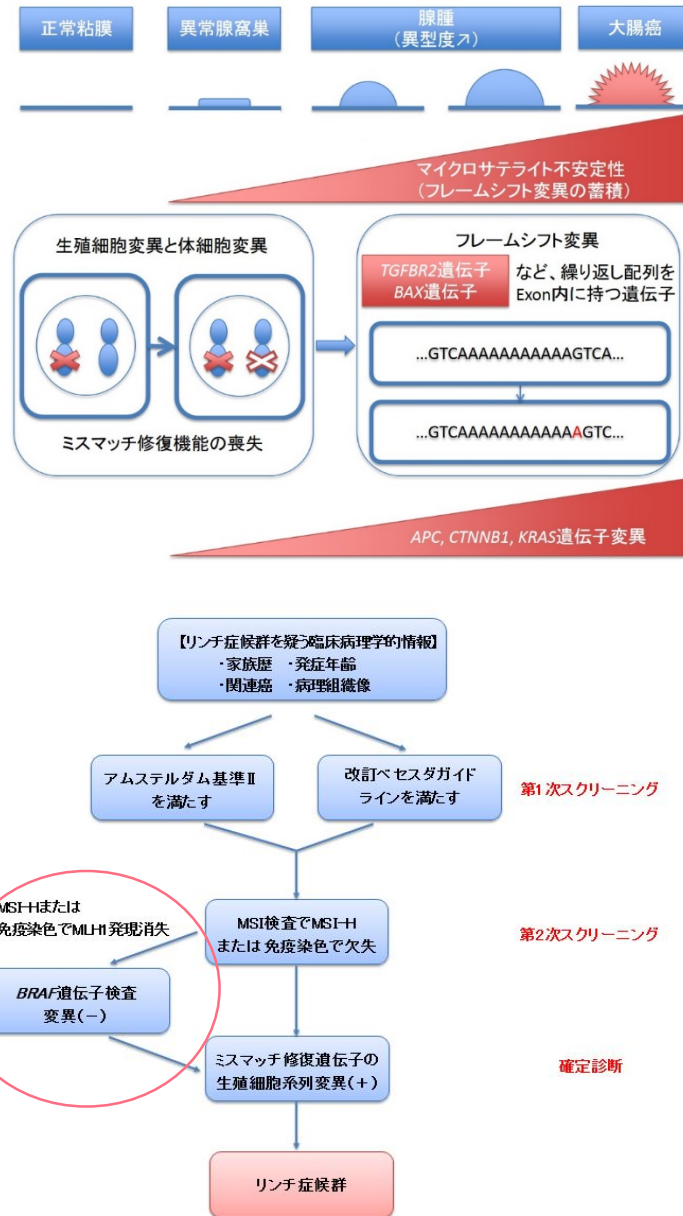 正常粘膜
異常腺窩巣
腺腫
(異型度↗)
大腸癌
マイクロサテライト不安定性
(フレームシフト変異の蓄積)
生殖細胞変異と体細胞変異
ミスマッチ修復機能の喪失
フレームシフト変異
TGFBR2遺伝子
BAX遺伝子
など、繰り返し配列を
Exon内に持つ遺伝子
...GTCAAAAAAAAAAAGTCA...
...GTCAAAAAAAAAAAAGTC...
APC, CTNNB1, KRAS遺伝子変異
【リンチ症候群を疑う臨床病理学的情報】
・家族歴 ・発症年齢
・関連癌 ・病理組織像
アムステルダム基準Ⅱ
を満たす
改訂ベセスダガイド
ラインを満たす
第1次スクリーニング
MSI-Hまたは
免疫染色でMLH1発現消失
MSI検査でMSI-H
または免疫染色で欠失
第2次スクリーニング
BRAF遺伝子検査
変異(-)
ミスマッチ修復遺伝子の
生殖細胞系列変異(+)
確定診断
リンチ症候群